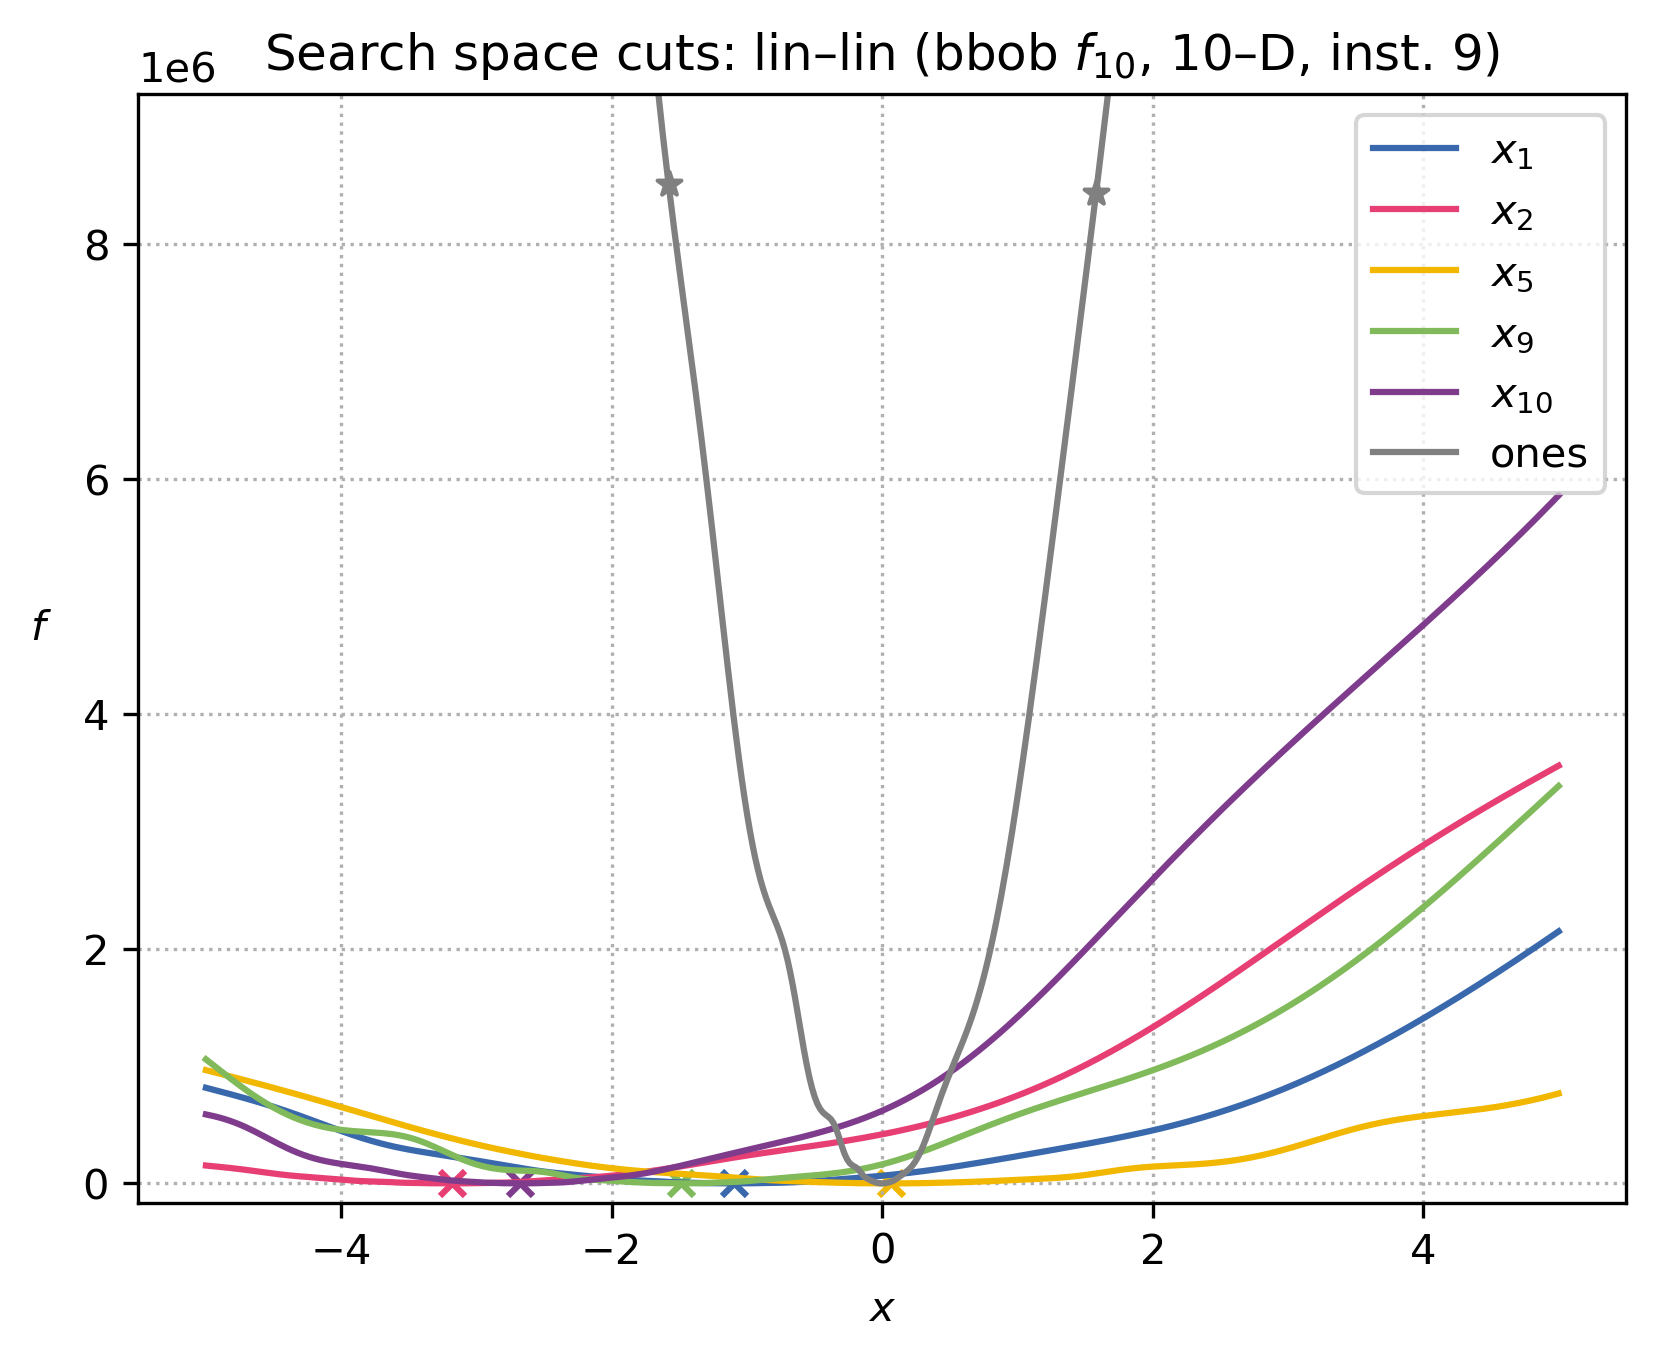 Search space cuts: lin–lin (bbob f10, 10–D, inst. 9)
1e6
x1
x2
x5
x9
x10
ones
8
6
4
2
0
f
−4 −2 0 2 4
x